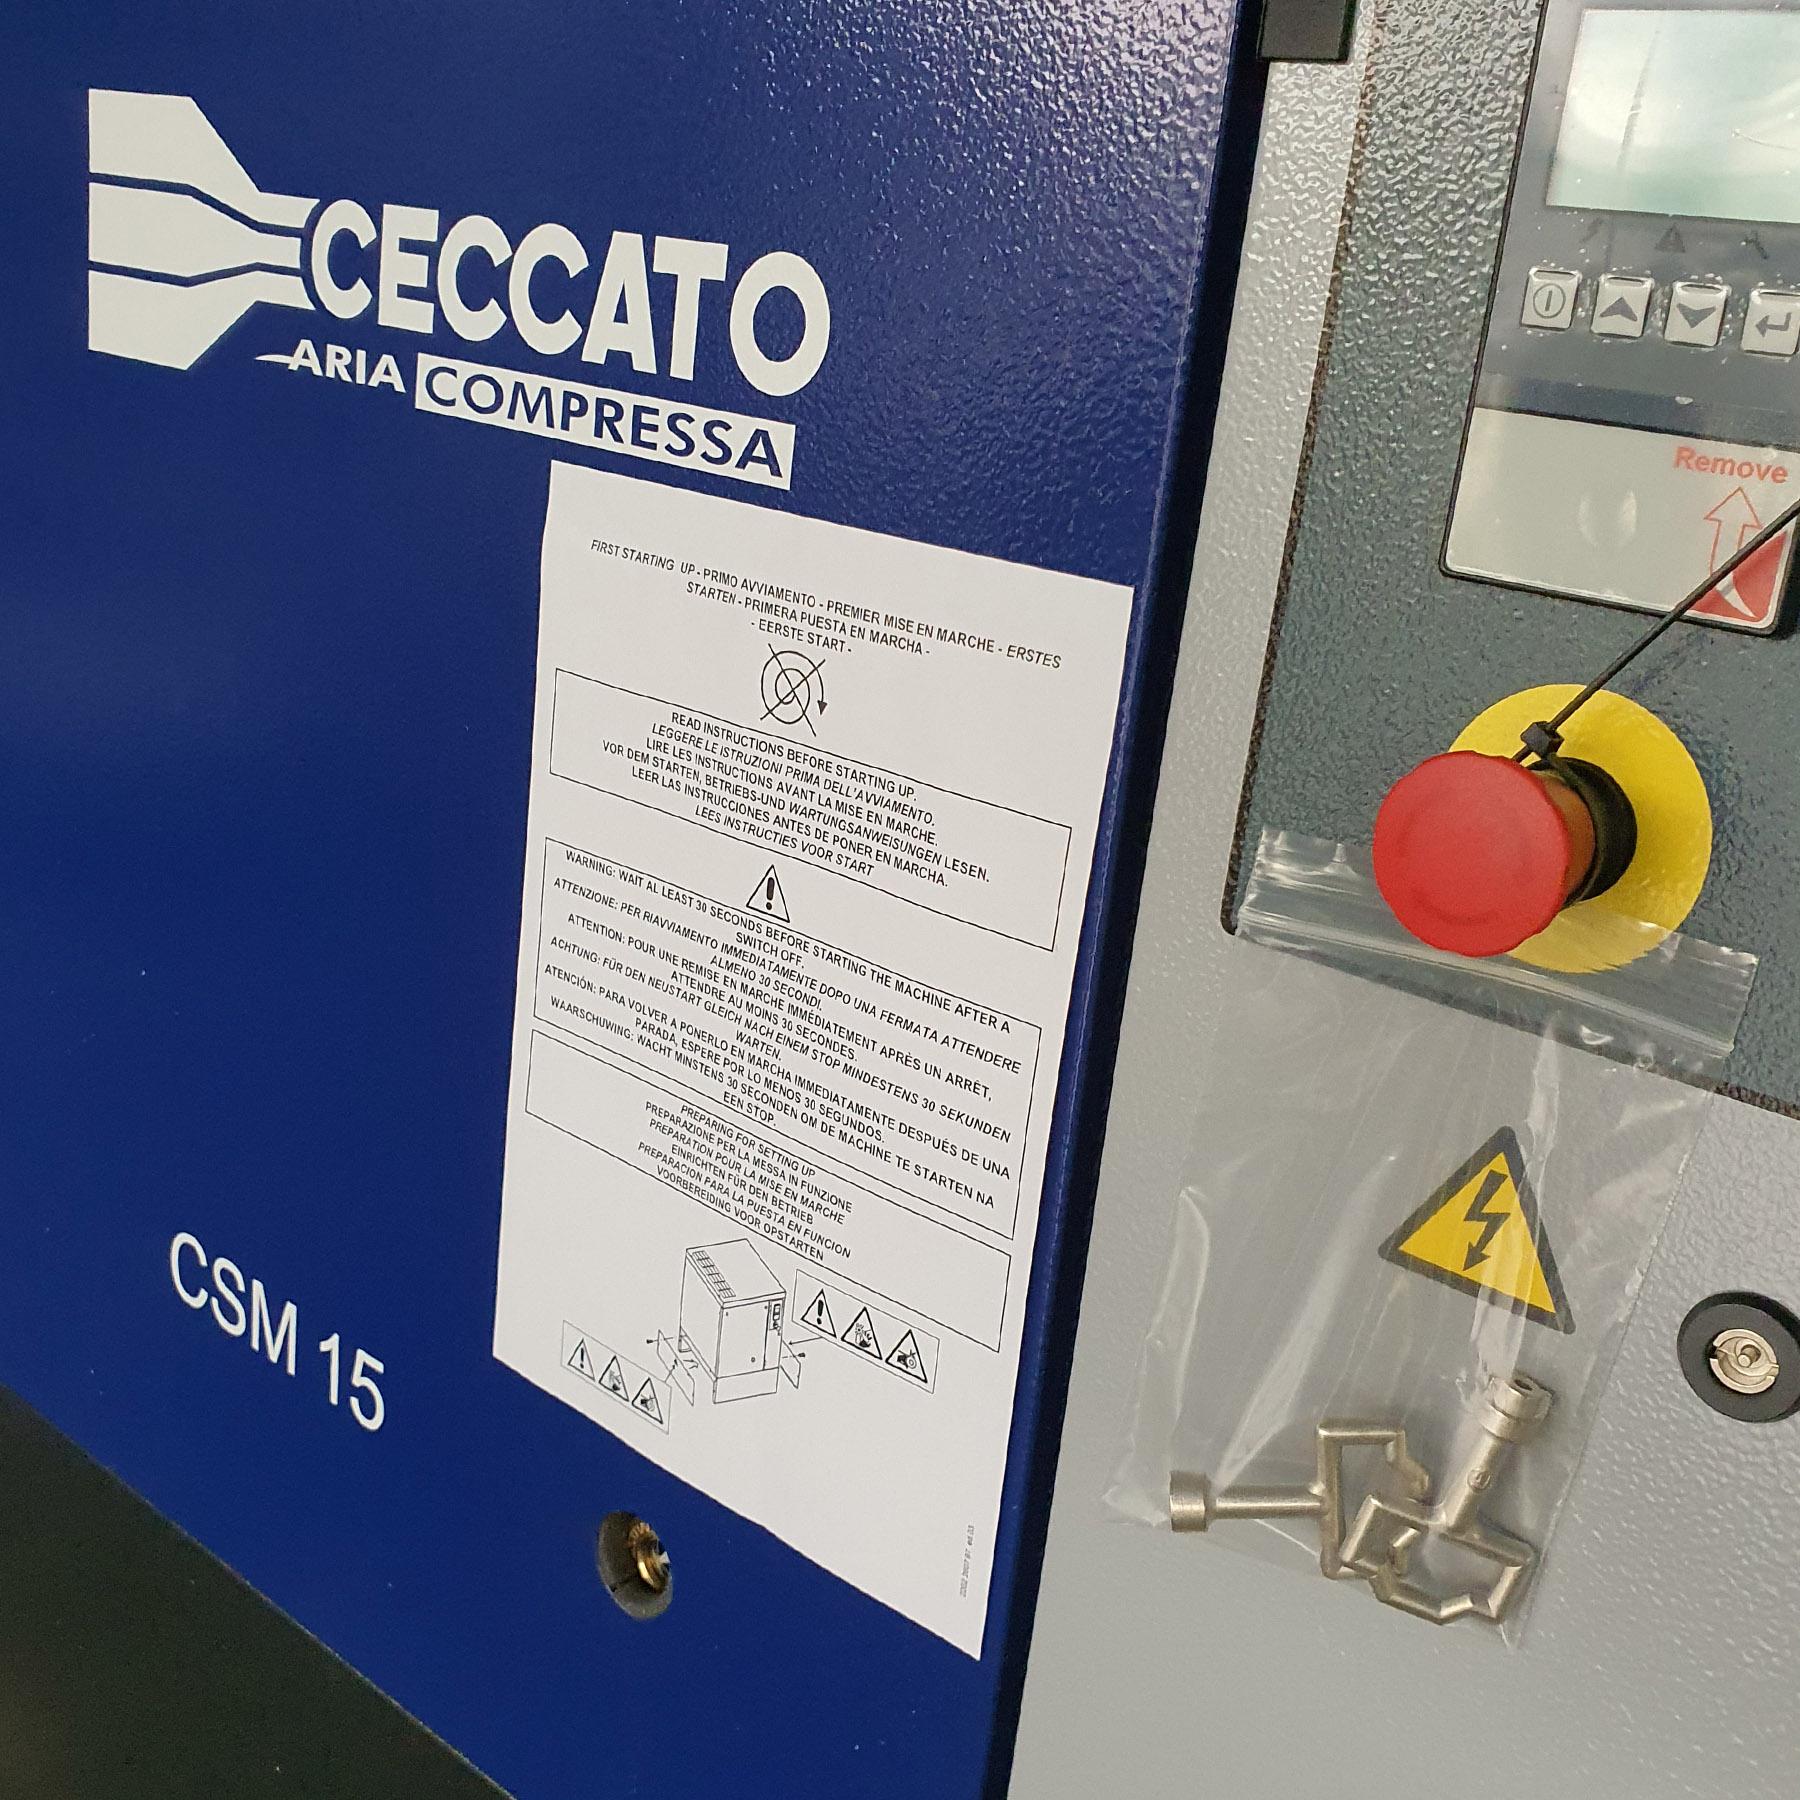 CECCATO
ARIA COMPRESSA
FIRST STARTING UP - PRIMO AVVIAMENTO - PREMIER MISE EN MARCHE - ERSTES
STARTEN - PRIMERA PUESTA EN MARCHA -
- EERSTE START -
READ INSTRUCTIONS BEFORE STARTING UP.
LEGGERE LE ISTRUZIONI PRIMA DELL'AVVIAMENTO.
LIRE LES INSTRUCTIONS AVANT LA MISE EN MARCHE.
VOR DEM STARTEN, BETRIEBS-UND WARTUNGSANWEISUNGEN LESEN.
LEER LAS INSTRUCCIONES ANTES DE PONER EN MARCHA.
LEES INSTRUCTIES VOOR START
WARNING: WAIT AL LEAST 30 SECONDS BEFORE STARTING THE MACHINE AFTER A
SWITCH OFF.
ATTENZIONE: PER RIAVVIAMENTO IMMEDIATAMENTE DOPO UNA FERMATA ATTENDERE
ALMENO 30 SECONDI.
ATTENTION: POUR UNE REMISE EN MARCHE IMMÉDIATEMENT APRÈS UN ARRÊT,
ATTENDRE AU MOINS 30 SECONDES.
ACHTUNG: FÜR DEN NEUSTART GLEICH NACH EINEM STOP MINDESTENS 30 SEKUNDEN
WARTEN.
ATENCIÓN: PARA VOLVER A PONERLO EN MARCHA IMMEDIATAMENTE DESPUÉS DE UNA
PARADA, ESPERE POR LO MENOS 30 SEGUNDOS.
WAARSCHUWING: WACHT MINSTENS 30 SECONDEN OM DE MACHINE TE STARTEN NA
EEN STOP.
PREPARING FOR SETTING UP
PREPARAZIONE PER LA MESSA IN FUNZIONE
PREPARATION POUR LA MISE EN MARCHE
EINRICHTEN FÜR DEN BETRIEB
PREPARACION PARA LA PUESTA EN FUNCION
VOORBEREIDING VOOR OPSTARTEN
CSM 15
Remove